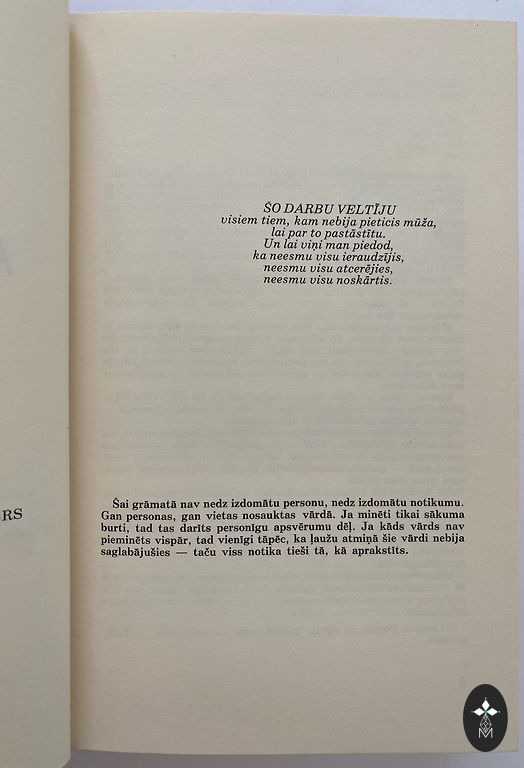 ŠO DARBU VELTĪJU
visiem tiem, kam nebija pieticis mūža,
lai par to pastāstītu.
Un lai viņi man piedod,
ka neesmu visu ieraudzījis,
neesmu visu atcerējies,
neesmu visu noskārtis.
Šai grāmatā nav nedz izdomātu personu, nedz izdomātu notikumu.
Gan personas, gan vietas nosauktas vārdā. Ja minēti tikai sākuma
burti, tad tas darīts personīgu apsvērumu dēļ. Ja kāds vārds nav
pieminēts vispār, tad vienīgi tāpēc, ka ļaužu atmiņā šie vārdi nebija
saglabājušies — taču viss notika tieši tā, kā aprakstīts.
ERS
M